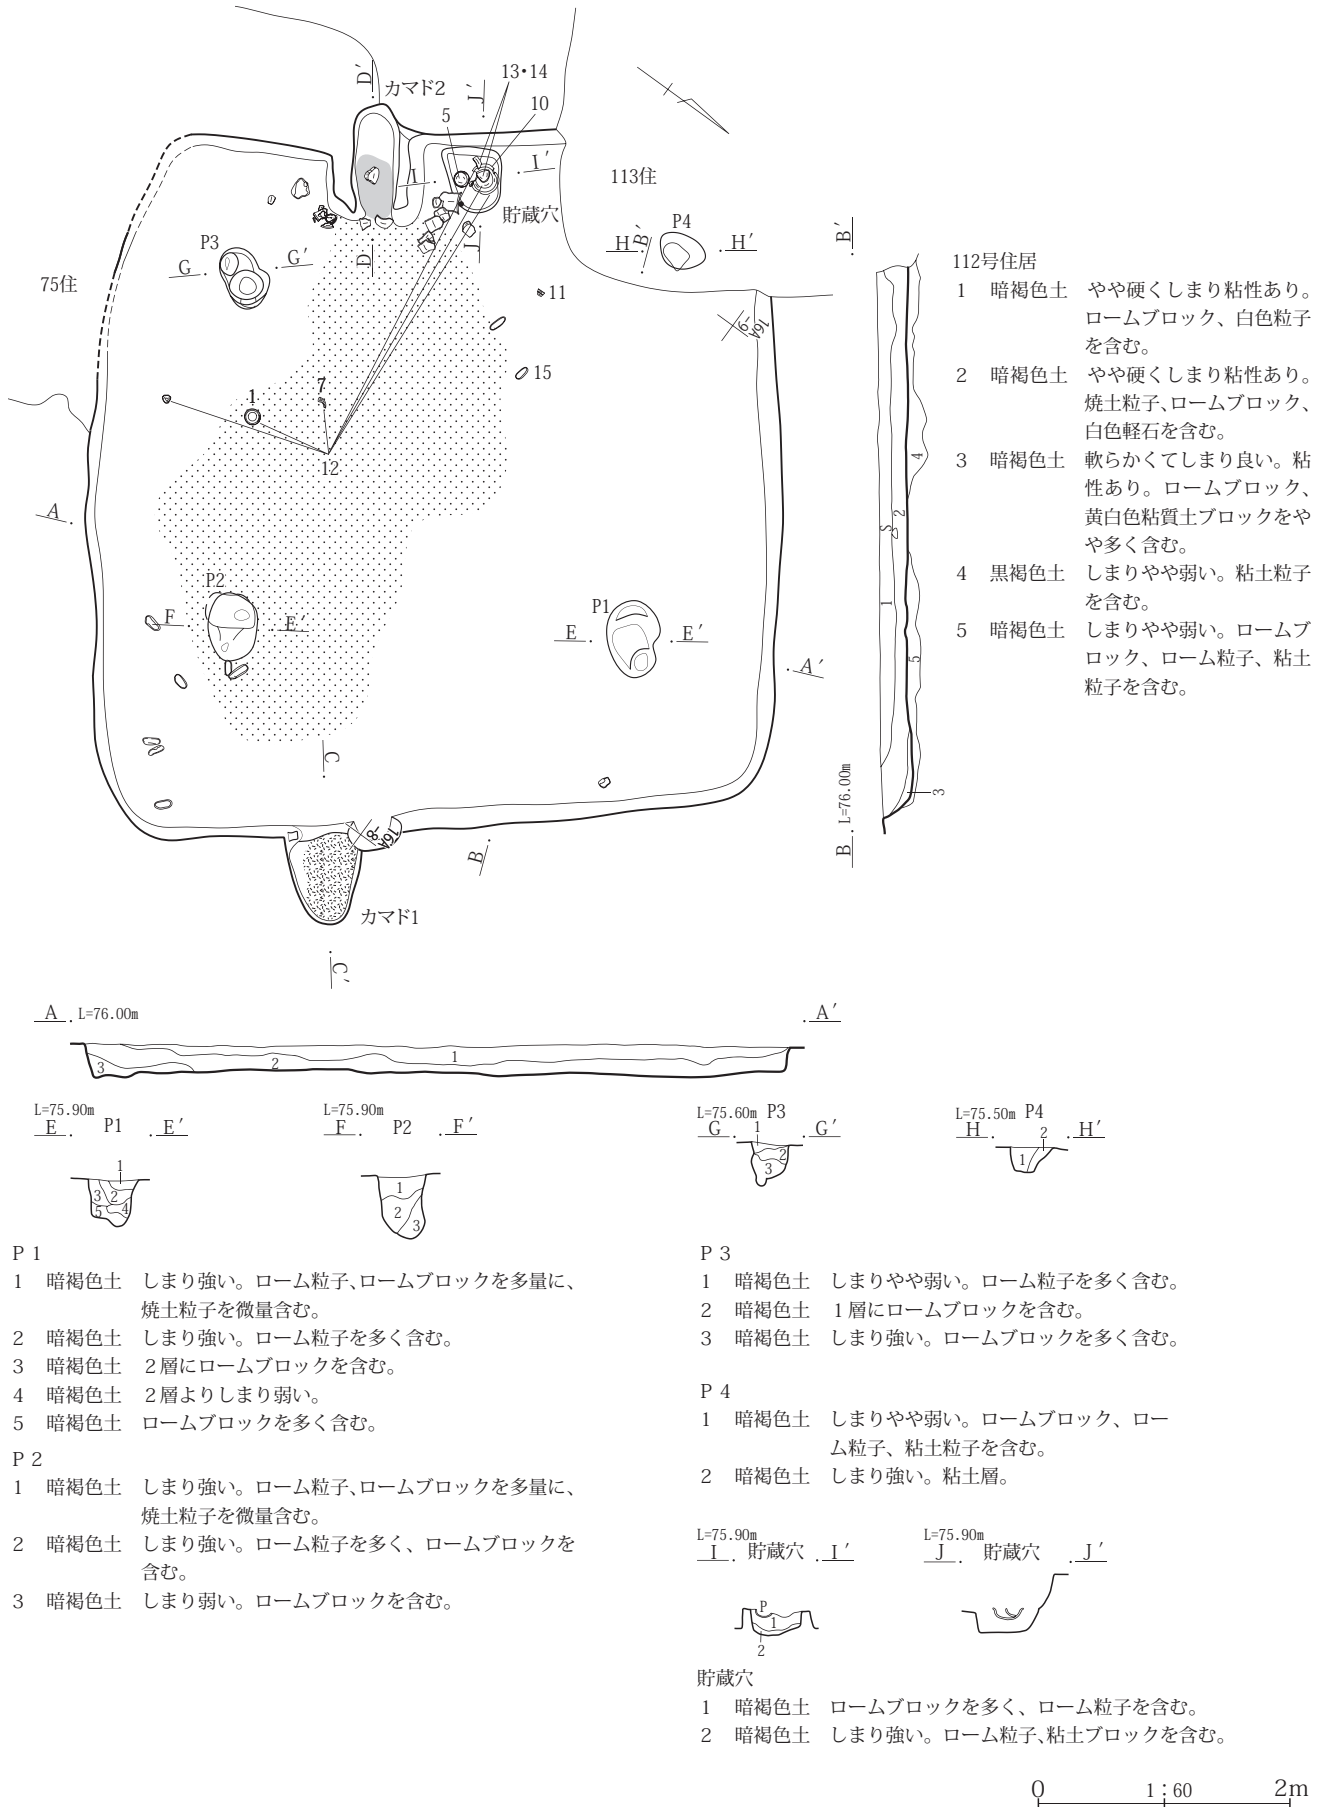 D′
カマド2
J′
13・14
5
10
I
I′
貯蔵穴
113住
H
B′
P4
H′
B′
P3
G
G′
D
J
75住
11
16A
-9
15
1
7
12
A
P2
F
E′
P1
E
E′
A′
C
16A
-8
B
カマド1
C′
4
2
S
1
5
3
B
L=76.00m
112号住居
1 暗褐色土 やや硬くしまり粘性あり。
ロームブロック、白色粒子
を含む。
2 暗褐色土 やや硬くしまり粘性あり。
焼土粒子、ロームブロック、
白色軽石を含む。
3 暗褐色土 軟らかくてしまり良い。粘
性あり。ロームブロック、
黄白色粘質土ブロックをや
や多く含む。
4 黒褐色土 しまりやや弱い。粘土粒子
を含む。
5 暗褐色土 しまりやや弱い。ロームブ
ロック、ローム粒子、粘土
粒子を含む。
A L=76.00m A′
1
2
3
L=75.90m
E P1 E′
1
3 2
5 4
L=75.90m
F P2 F′
1
2
3
L=75.60m P3
G 1 G′
2
3
L=75.50m P4
H 2 H′
1
P 1
1 暗褐色土 しまり強い。ローム粒子、ロームブロックを多量に、
焼土粒子を微量含む。
2 暗褐色土 しまり強い。ローム粒子を多く含む。
3 暗褐色土 2層にロームブロックを含む。
4 暗褐色土 2層よりしまり弱い。
5 暗褐色土 ロームブロックを多く含む。
P 2
1 暗褐色土 しまり強い。ローム粒子、ロームブロックを多量に、
焼土粒子を微量含む。
2 暗褐色土 しまり強い。ローム粒子を多く、ロームブロックを
含む。
3 暗褐色土 しまり弱い。ロームブロックを含む。
P 3
1 暗褐色土 しまりやや弱い。ローム粒子を多く含む。
2 暗褐色土 1層にロームブロックを含む。
3 暗褐色土 しまり強い。ロームブロックを多く含む。
P 4
1 暗褐色土 しまりやや弱い。ロームブロック、ロー
ム粒子、粘土粒子を含む。
2 暗褐色土 しまり強い。粘土層。
L=75.90m
I 貯蔵穴 I′
P
1
2
L=75.90m
J 貯蔵穴 J′
貯蔵穴
1 暗褐色土 ロームブロックを多く、ローム粒子を含む。
2 暗褐色土 しまり強い。ローム粒子、粘土ブロックを含む。
0 1:60 2m